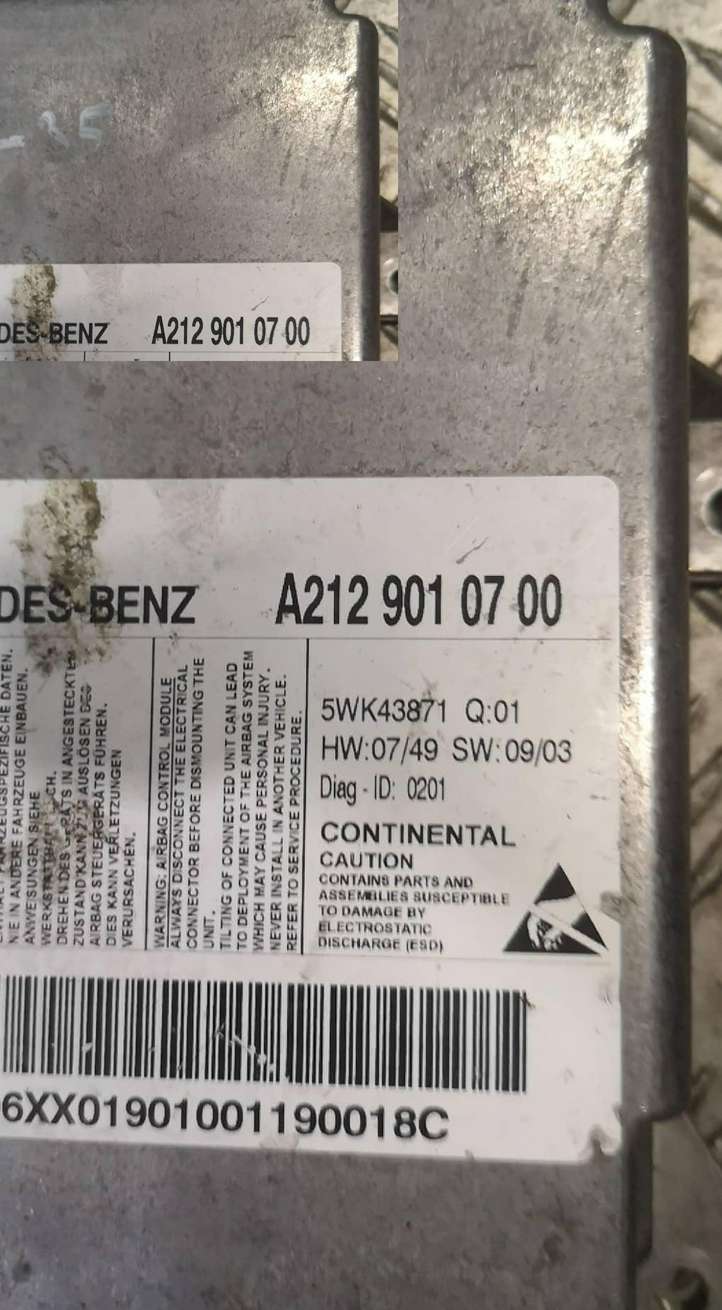 -35
DES-BENZ A212 901 07 00
DES-BENZ A212 901 07 00
NIE IN ANDERE FAHRZEUGE EINBAUEN.
ANWEISUNGEN SIEHE
DREHEN DES
ZUSTAND KANN ZUM AUSLÖSEN DES
AIRBAG STEUERGERÄTS FÜHREN.
DIES KANN VERLETZUNGEN
VERURSACHEN.
WARNING: AIRBAG CONTROL MODULE
ALWAYS DISCONNECT THE ELECTRICAL
CONNECTOR BEFORE DISMOUNTING THE
UNIT.
TILTING OF CONNECTED UNIT CAN LEAD
TO DEPLOYMENT OF THE AIRBAG SYSTEM
WHICH MAY CAUSE PERSONAL INJURY.
NEVER INSTALL IN ANOTHER VEHICLE.
REFER TO SERVICE PROCEDURE.
5WK43871 Q:01
HW:07/49 SW:09/03
Diag-ID: 0201
CONTINENTAL
CAUTION
CONTAINS PARTS AND
ASSEMBLIES SUSCEPTIBLE
TO DAMAGE BY
ELECTROSTATIC
DISCHARGE (ESD)
6XX01901001190018C